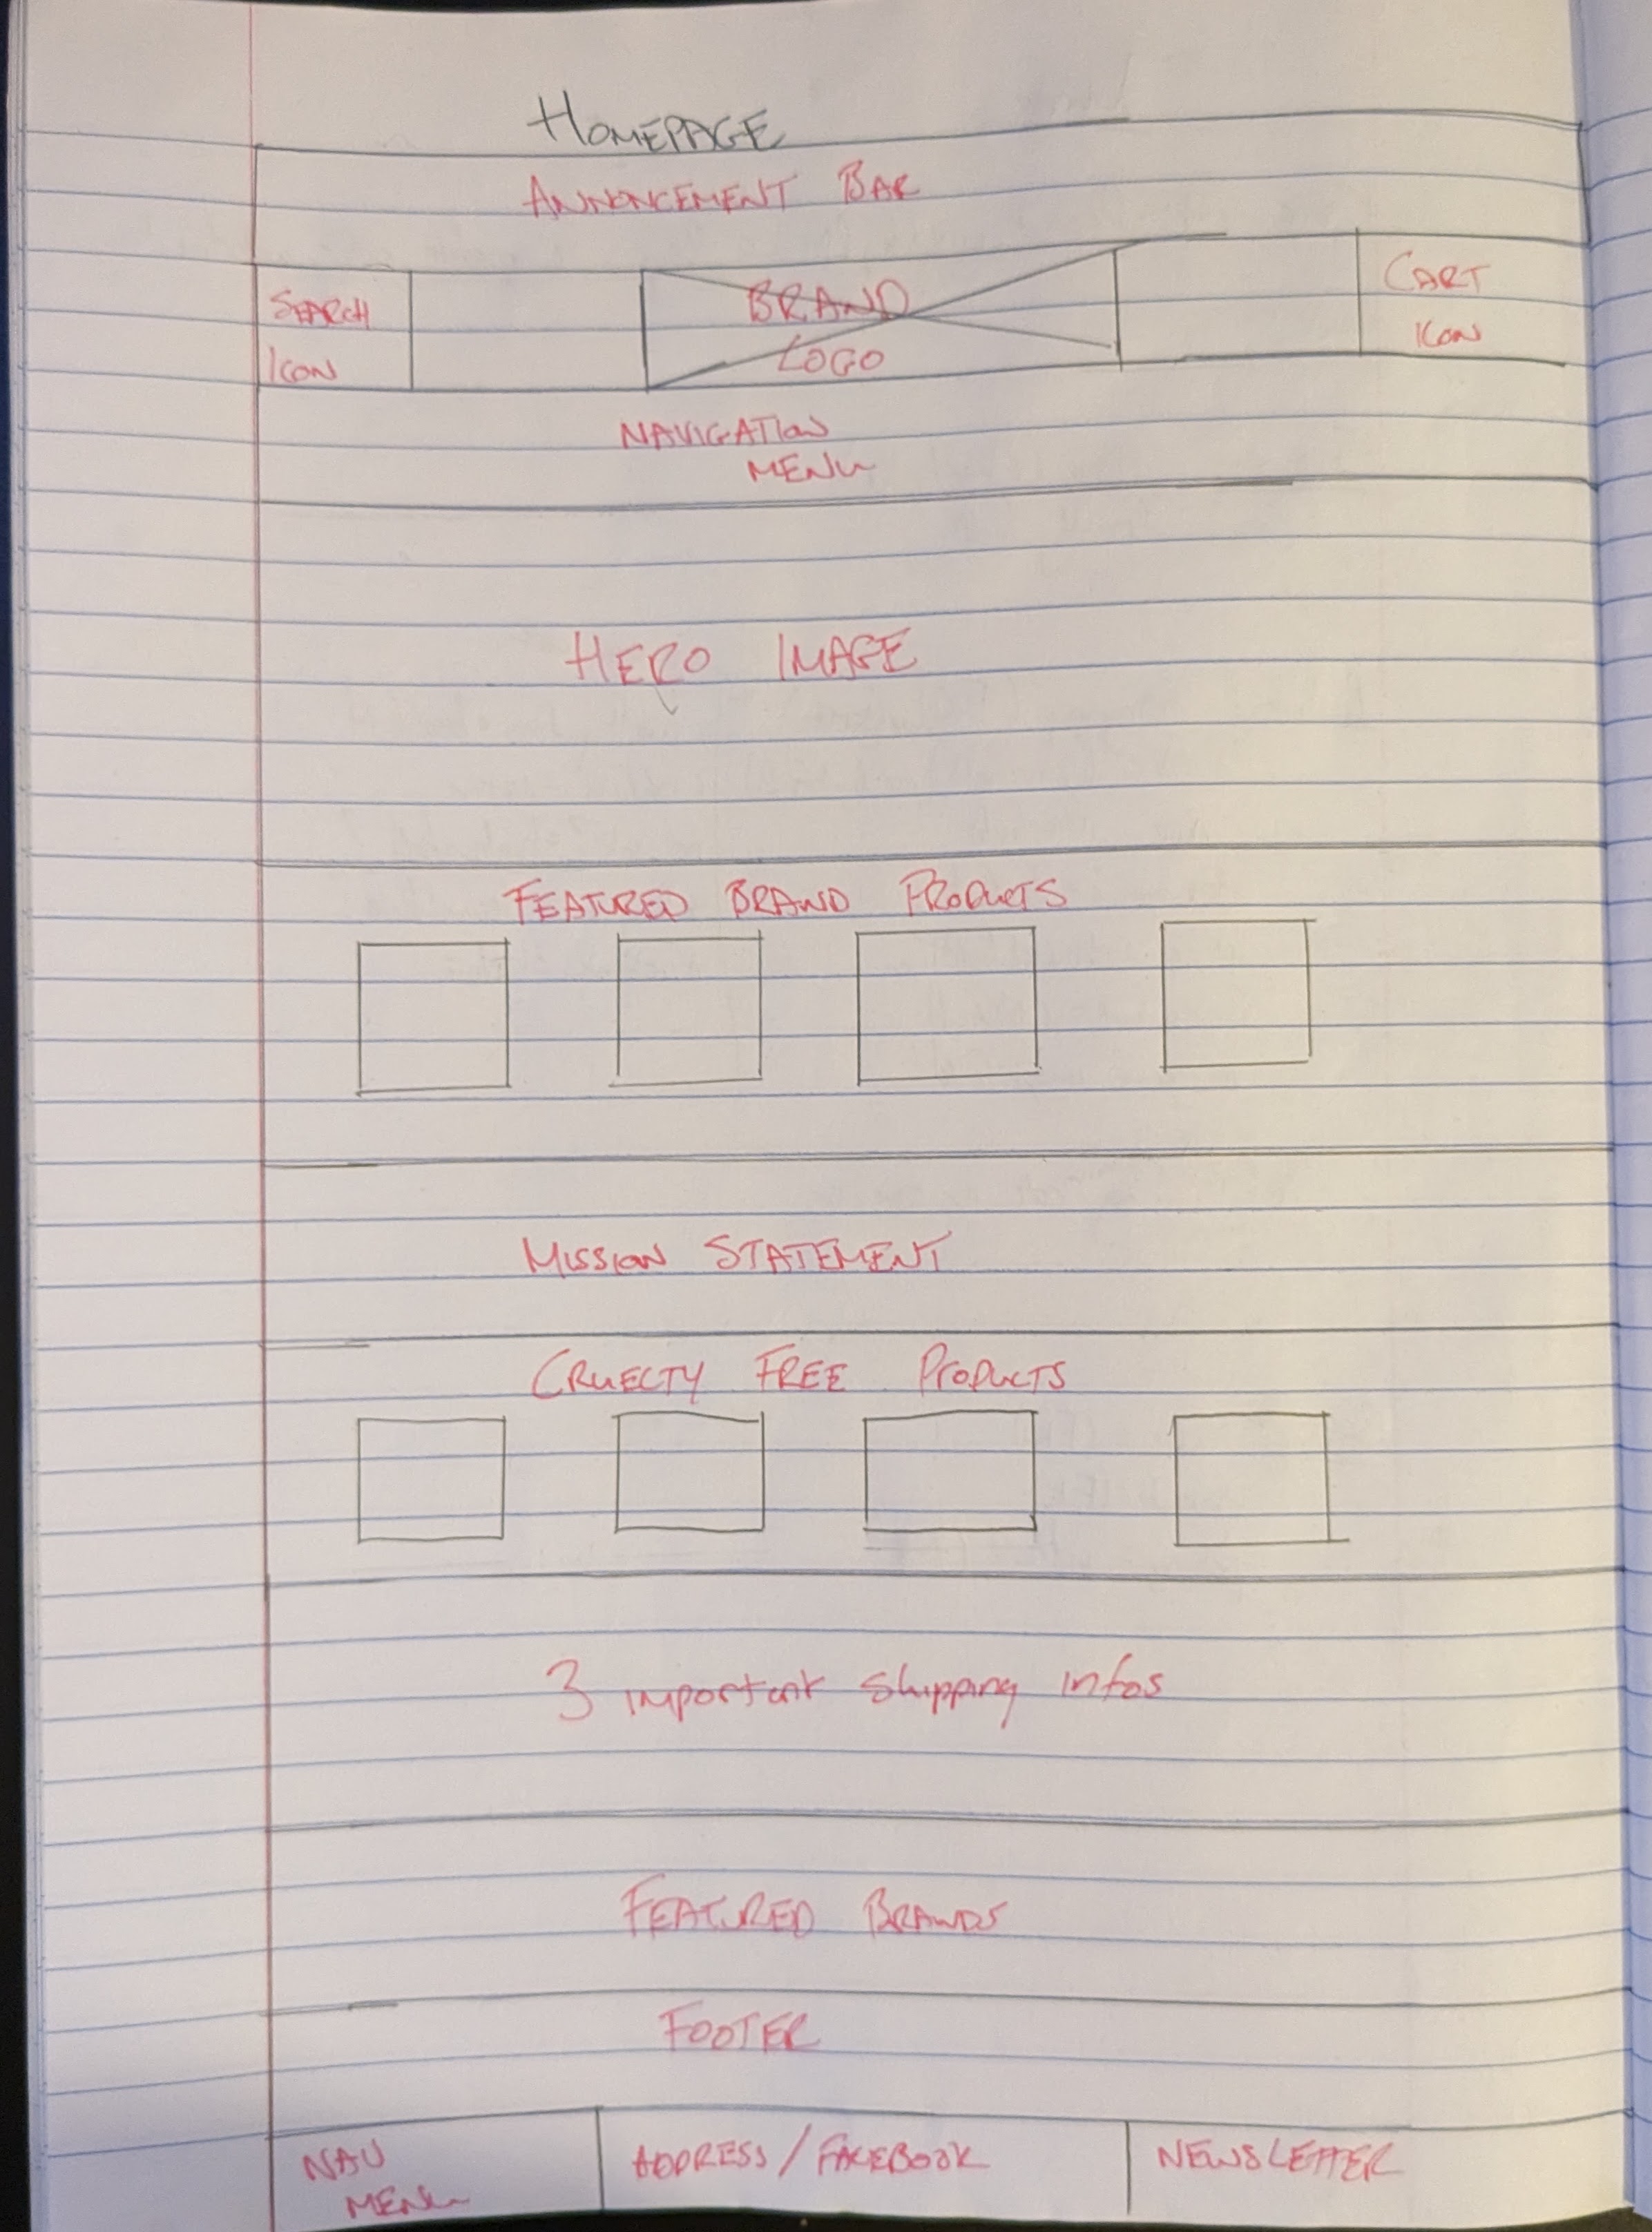 HOMEPAGE
ANNONCEMENT BAR
SEARCH
ICON
BRAND
LOGO
CART
ICON
NAVIGATION
MENU
HERO IMAGE
FEATURED BRAND PRODUCTS
MISSION STATEMENT
CRUECTY FREE PRODUCTS
3 important shipping infos
FEATURED BRANDS
FOOTER
NAV
MENU
ADDRESS / FACEBOOK
NEWSLETTER